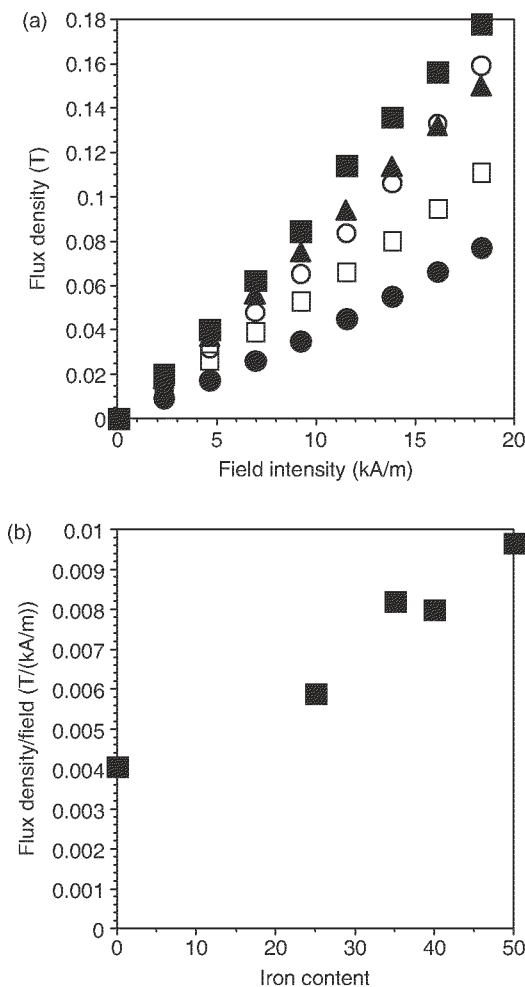 (a)
0.18
0.16
0.14
0.12
0.1
0.08
0.06
0.04
0.02
0
Flux density (T)
0 5 10 15 20
Field intensity (kA/m)
(b)
0.01
0.009
0.008
0.007
0.006
0.005
0.004
0.003
0.002
0.001
0
Flux density/field (T/(kA/m))
0 10 20 30 40 50
Iron content